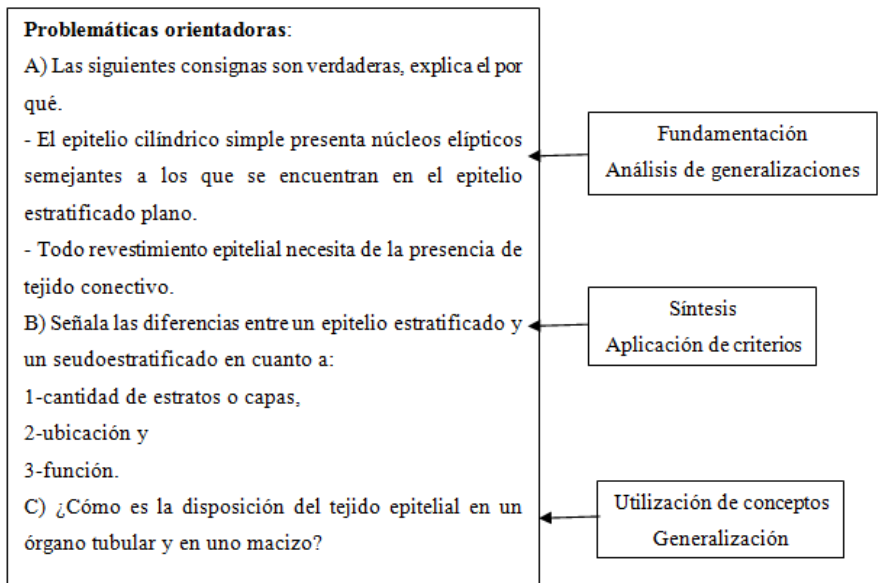 Problemáticas orientadoras:
A) Las siguientes consignas son verdaderas, explica el por
qué.
- El epitelio cilíndrico simple presenta núcleos elípticos
semejantes a los que se encuentran en el epitelio
estratificado plano.
- Todo revestimiento epitelial necesita de la presencia de
tejido conectivo.
B) Señala las diferencias entre un epitelio estratificado y
un seudoestratificado en cuanto a:
1-cantidad de estratos o capas,
2-ubicación y
3-función.
C) ¿Cómo es la disposición del tejido epitelial en un
órgano tubular y en uno macizo?
Fundamentación
Análisis de generalizaciones
Síntesis
Aplicación de criterios
Utilización de conceptos
Generalización